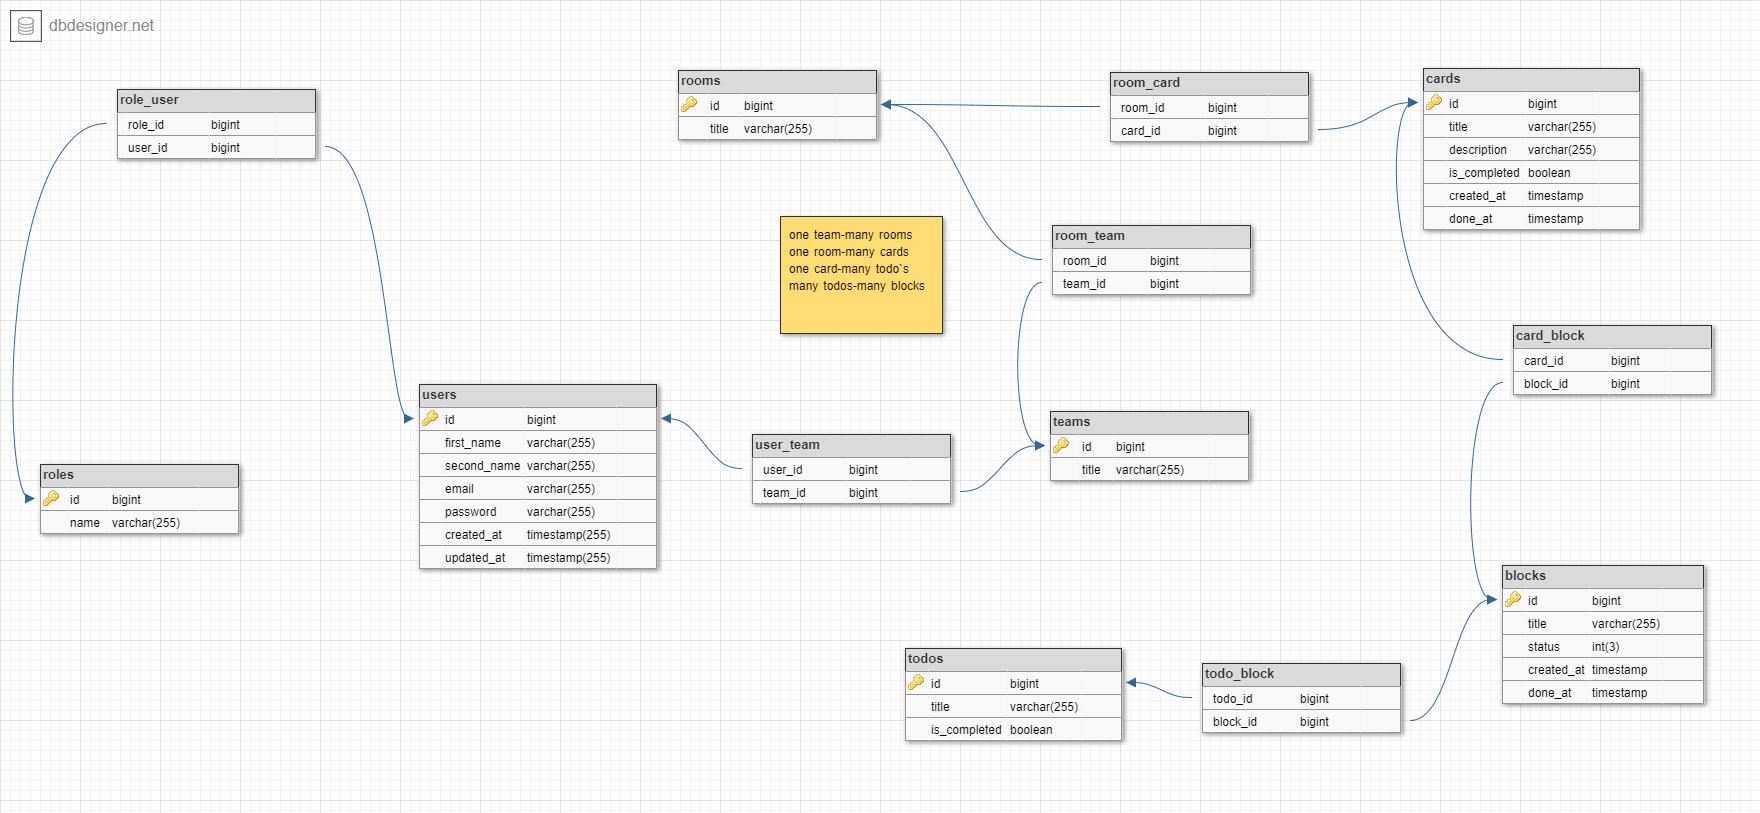 dbdesigner.net
role_user
role_id bigint
user_id bigint
rooms
id bigint
title varchar(255)
room_card
room_id bigint
card_id bigint
cards
id bigint
title varchar(255)
description varchar(255)
is_completed boolean
created_at timestamp
done_at timestamp
one team-many rooms
one room-many cards
one card-many todo`s
many todos-many blocks
room_team
room_id bigint
team_id bigint
card_block
card_id bigint
block_id bigint
users
id bigint
first_name varchar(255)
second_name varchar(255)
email varchar(255)
password varchar(255)
created_at timestamp(255)
updated_at timestamp(255)
user_team
user_id bigint
team_id bigint
teams
id bigint
title varchar(255)
roles
id bigint
name varchar(255)
blocks
id bigint
title varchar(255)
status int(3)
created_at timestamp
done_at timestamp
todos
id bigint
title varchar(255)
is_completed boolean
todo_block
todo_id bigint
block_id bigint